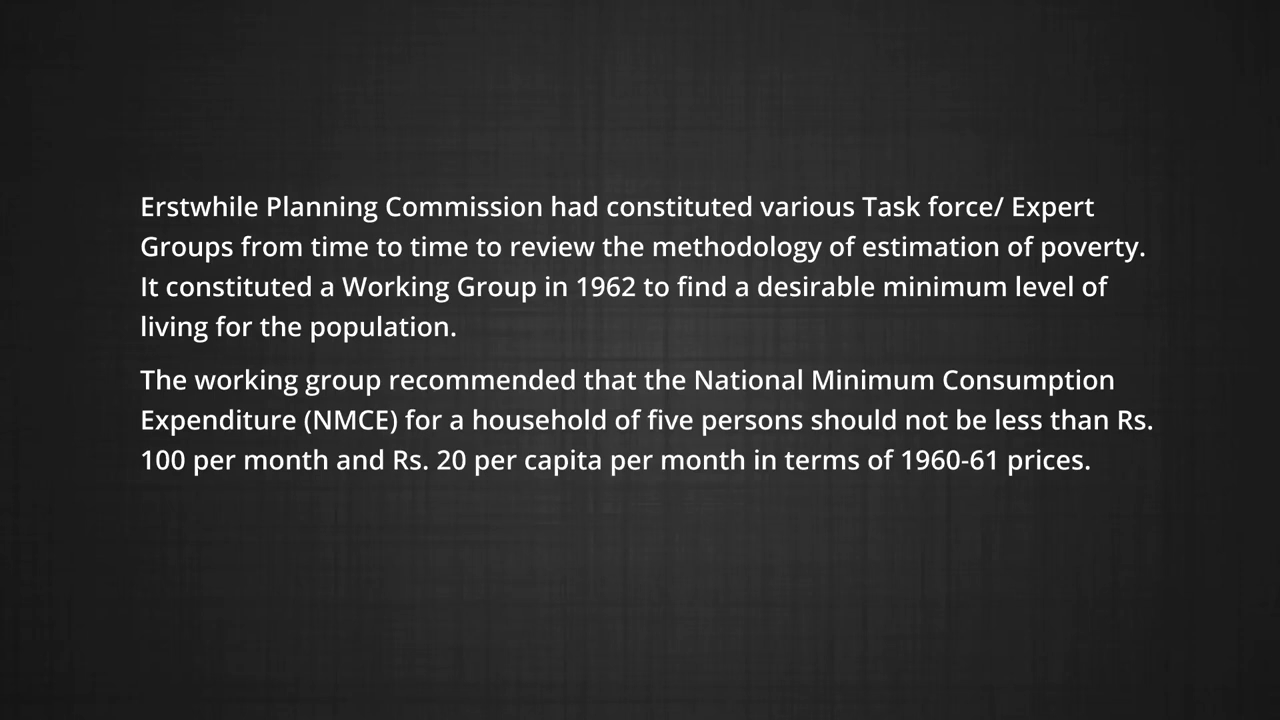 Erstwhile Planning Commission had constituted various Task force/ Expert
Groups from time to time to review the methodology of estimation of poverty.
It constituted a Working Group in 1962 to find a desirable minimum level of
living for the population.
The working group recommended that the National Minimum Consumption
Expenditure (NMCE) for a household of five persons should not be less than Rs.
100 per month and Rs. 20 per capita per month in terms of 1960-61 prices.